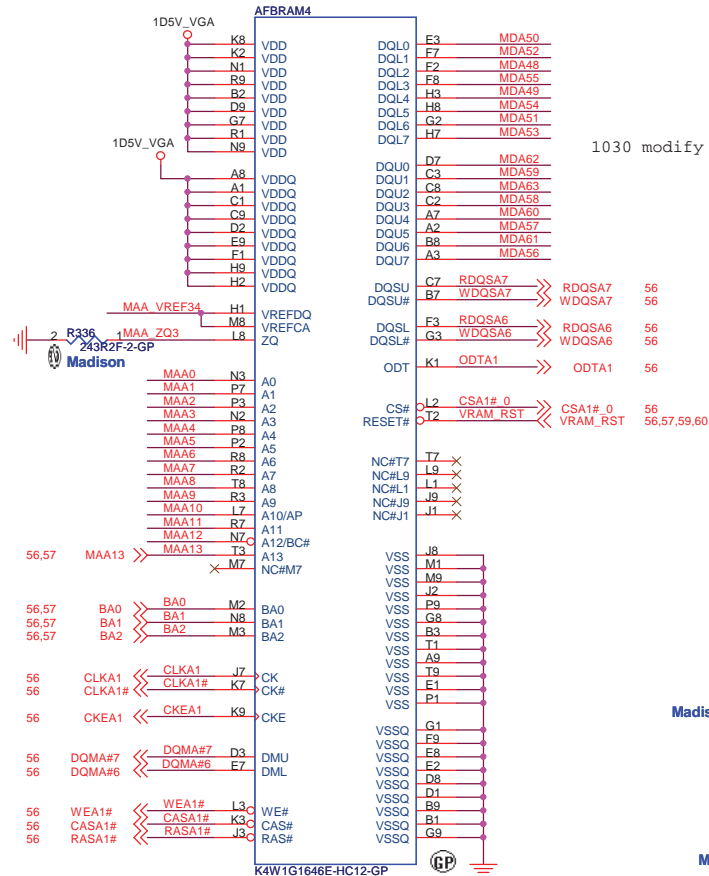 AFBRAM4
1D5V_VGA
K8 VDD
K2 VDD
N1 VDD
R9 VDD
B2 VDD
D9 VDD
G7 VDD
R1 VDD
N9 VDD
1D5V_VGA
A8 VDDQ
A1 VDDQ
C1 VDDQ
C9 VDDQ
D2 VDDQ
E9 VDDQ
F1 VDDQ
H9 VDDQ
H2 VDDQ
MAA_VREF34 H1 VREFDQ
M8 VREFCA
2 R336 1 MAA_ZQ3 L8 ZQ
243R2F-2-GP
Madison
MAA0 N3 A0
MAA1 P7 A1
MAA2 P3 A2
MAA3 N2 A3
MAA4 P8 A4
MAA5 P2 A5
MAA6 R8 A6
MAA7 R2 A7
MAA8 T8 A8
MAA9 R3 A9
MAA10 L7 A10/AP
MAA11 R7 A11
MAA12 N7 A12/BC#
56,57 MAA13 MAA13 T3 A13
M7 NC#M7
56,57 BA0 BA0 M2 BA0
56,57 BA1 BA1 N8 BA1
56,57 BA2 BA2 M3 BA2
56 CLKA1 CLKA1 J7 CK
56 CLKA1# CLKA1# K7 CK#
56 CKEA1 CKEA1 K9 CKE
56 DQMA#7 DQMA#7 D3 DMU
56 DQMA#6 DQMA#6 E7 DML
56 WEA1# WEA1# L3 WE#
56 CASA1# CASA1# K3 CAS#
56 RASA1# RASA1# J3 RAS#
DQL0 E3 MDA50
DQL1 F7 MDA52
DQL2 F2 MDA48
DQL3 F8 MDA55
DQL4 H3 MDA49
DQL5 H8 MDA54
DQL6 G2 MDA51
DQL7 H7 MDA53
1030 modify
DQU0 D7 MDA62
DQU1 C3 MDA59
DQU2 C8 MDA63
DQU3 C2 MDA58
DQU4 A7 MDA60
DQU5 A2 MDA57
DQU6 B8 MDA61
DQU7 A3 MDA56
DQSU C7 RDQSA7 RDQSA7 56
DQSU# B7 WDQSA7 WDQSA7 56
DQSL F3 RDQSA6 RDQSA6 56
DQSL# G3 WDQSA6 WDQSA6 56
ODT K1 ODTA1 ODTA1 56
CS# L2 CSA1#_0 CSA1#_0 56
RESET# T2 VRAM_RST VRAM_RST 56,57,59,60
NC#T7 T7
NC#L9 L9
NC#L1 L1
NC#J9 J9
NC#J1 J1
VSS J8
VSS M1
VSS M9
VSS J2
VSS P9
VSS G8
VSS B3
VSS T1
VSS A9
VSS T9
VSS E1
VSS P1
Madis
VSSQ G1
VSSQ F9
VSSQ E8
VSSQ E2
VSSQ D8
VSSQ D1
VSSQ B9
VSSQ B1
VSSQ G9
GP
M
K4W1G1646E-HC12-GP